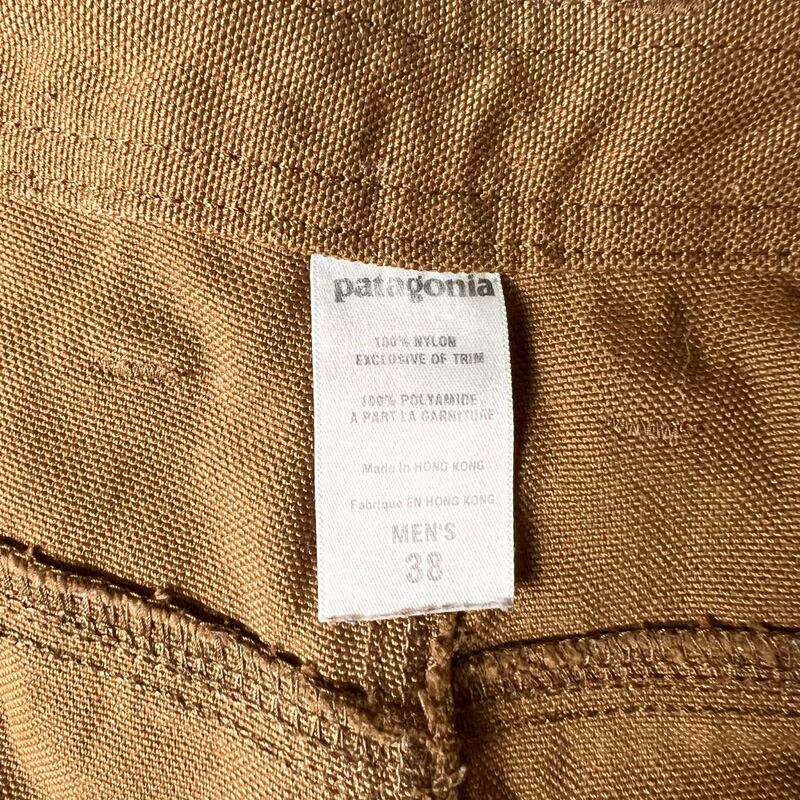 patagonia
100% NYLON
EXCLUSIVE OF TRIM
100% POLYAMIDE
A PART LA GARNITURE
Made in HONG KONG
Fabrique EN HONG KONG
MEN'S
38